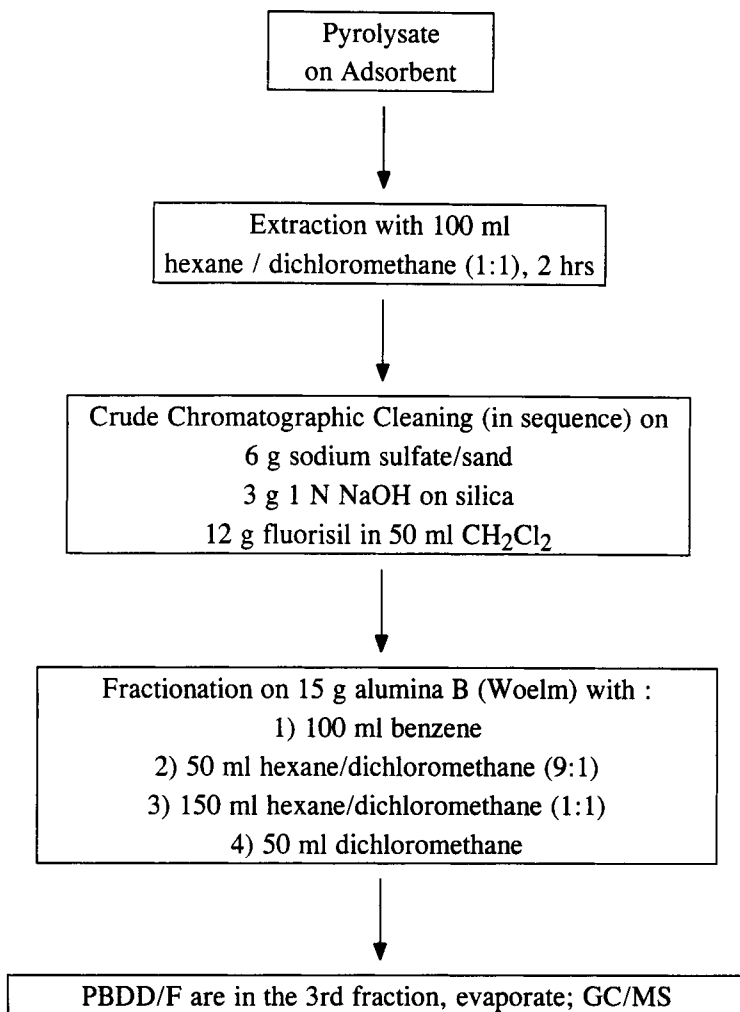 Pyrolysate
on Adsorbent
Extraction with 100 ml
hexane / dichloromethane (1:1), 2 hrs
Crude Chromatographic Cleaning (in sequence) on
6 g sodium sulfate/sand
3 g 1 N NaOH on silica
12 g fluorisil in 50 ml CH₂Cl₂
Fractionation on 15 g alumina B (Woelm) with :
1) 100 ml benzene
2) 50 ml hexane/dichloromethane (9:1)
3) 150 ml hexane/dichloromethane (1:1)
4) 50 ml dichloromethane
PBDD/F are in the 3rd fraction, evaporate; GC/MS